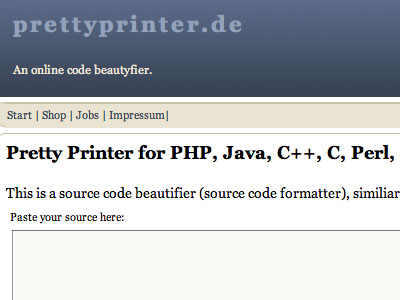 prettyprinter.de
An online code beautyfier.
Start | Shop | Jobs | Impressum|
Pretty Printer for PHP, Java, C++, C, Perl,
This is a source code beautifier (source code formatter), similiar
Paste your source here: